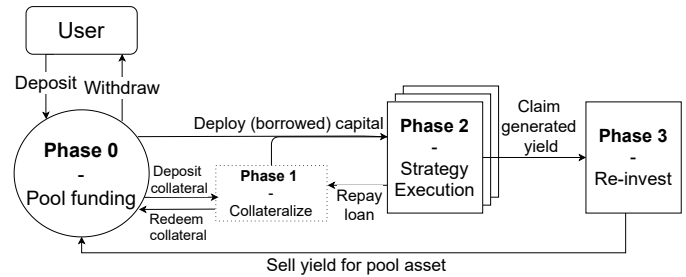 User
Deposit
Withdraw
Phase 0
-
Pool funding
Deploy (borrowed) capital
Deposit
collateral
Redeem
collateral
Phase 1
-
Collateralize
Repay
loan
Phase 2
-
Strategy
Execution
Claim
generated
yield
Phase 3
-
Re-invest
Sell yield for pool asset